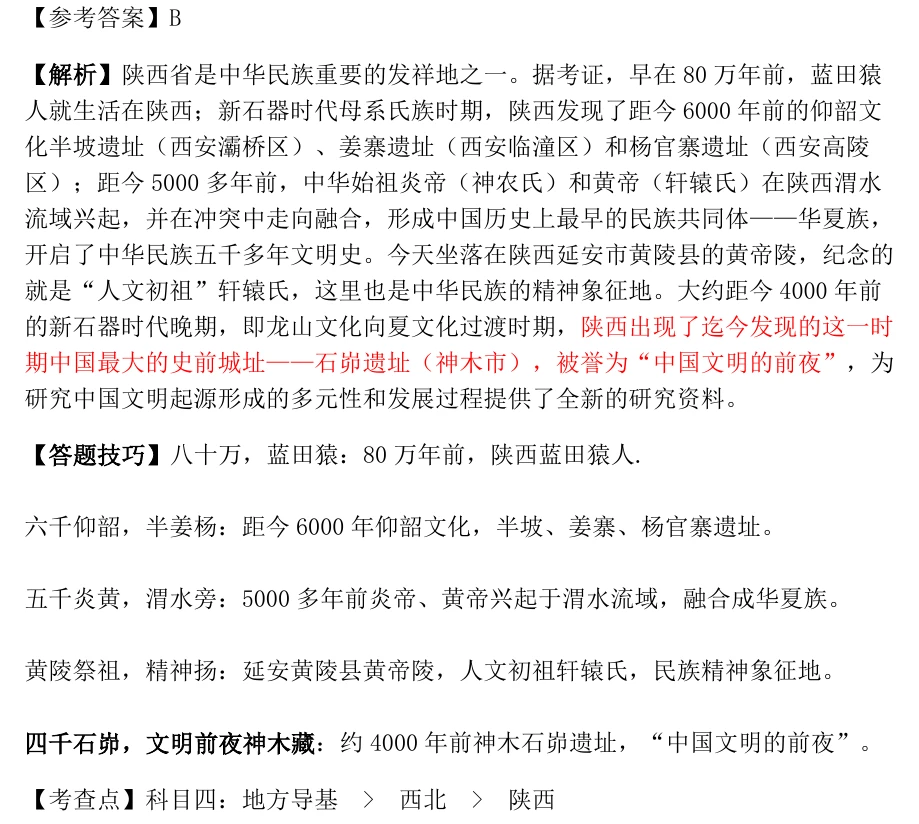 【参考答案】B
【解析】陕西省是中华民族重要的发祥地之一。据考证，早在 80 万年前，蓝田猿
人就生活在陕西；新石器时代母系氏族时期，陕西发现了距今 6000 年前的仰韶文
化半坡遗址（西安灞桥区）、姜寨遗址（西安临潼区）和杨官寨遗址（西安高陵
区）；距今 5000 多年前，中华始祖炎帝（神农氏）和黄帝（轩辕氏）在陕西渭水
流域兴起，并在冲突中走向融合，形成中国历史上最早的民族共同体——华夏族，
开启了中华民族五千多年文明史。今天坐落在陕西延安市黄陵县的黄帝陵，纪念的
就是“人文初祖”轩辕氏，这里也是中华民族的精神象征地。大约距今 4000 年前
的新石器时代晚期，即龙山文化向夏文化过渡时期，陕西出现了迄今发现的这一时
期中国最大的史前城址——石峁遗址（神木市），被誉为“中国文明的前夜”，为
研究中国文明起源形成的多元性和发展过程提供了全新的研究资料。
【答题技巧】八十万，蓝田猿：80 万年前，陕西蓝田猿人.
六千仰韶，半姜杨：距今 6000 年仰韶文化，半坡、姜寨、杨官寨遗址。
五千炎黄，渭水旁：5000 多年前炎帝、黄帝兴起于渭水流域，融合成华夏族。
黄陵祭祖，精神扬：延安黄陵县黄帝陵，人文初祖轩辕氏，民族精神象征地。
四千石峁，文明前夜神木藏：约 4000 年前神木石峁遗址，“中国文明的前夜”。
【考查点】科目四：地方导基 > 西北 > 陕西